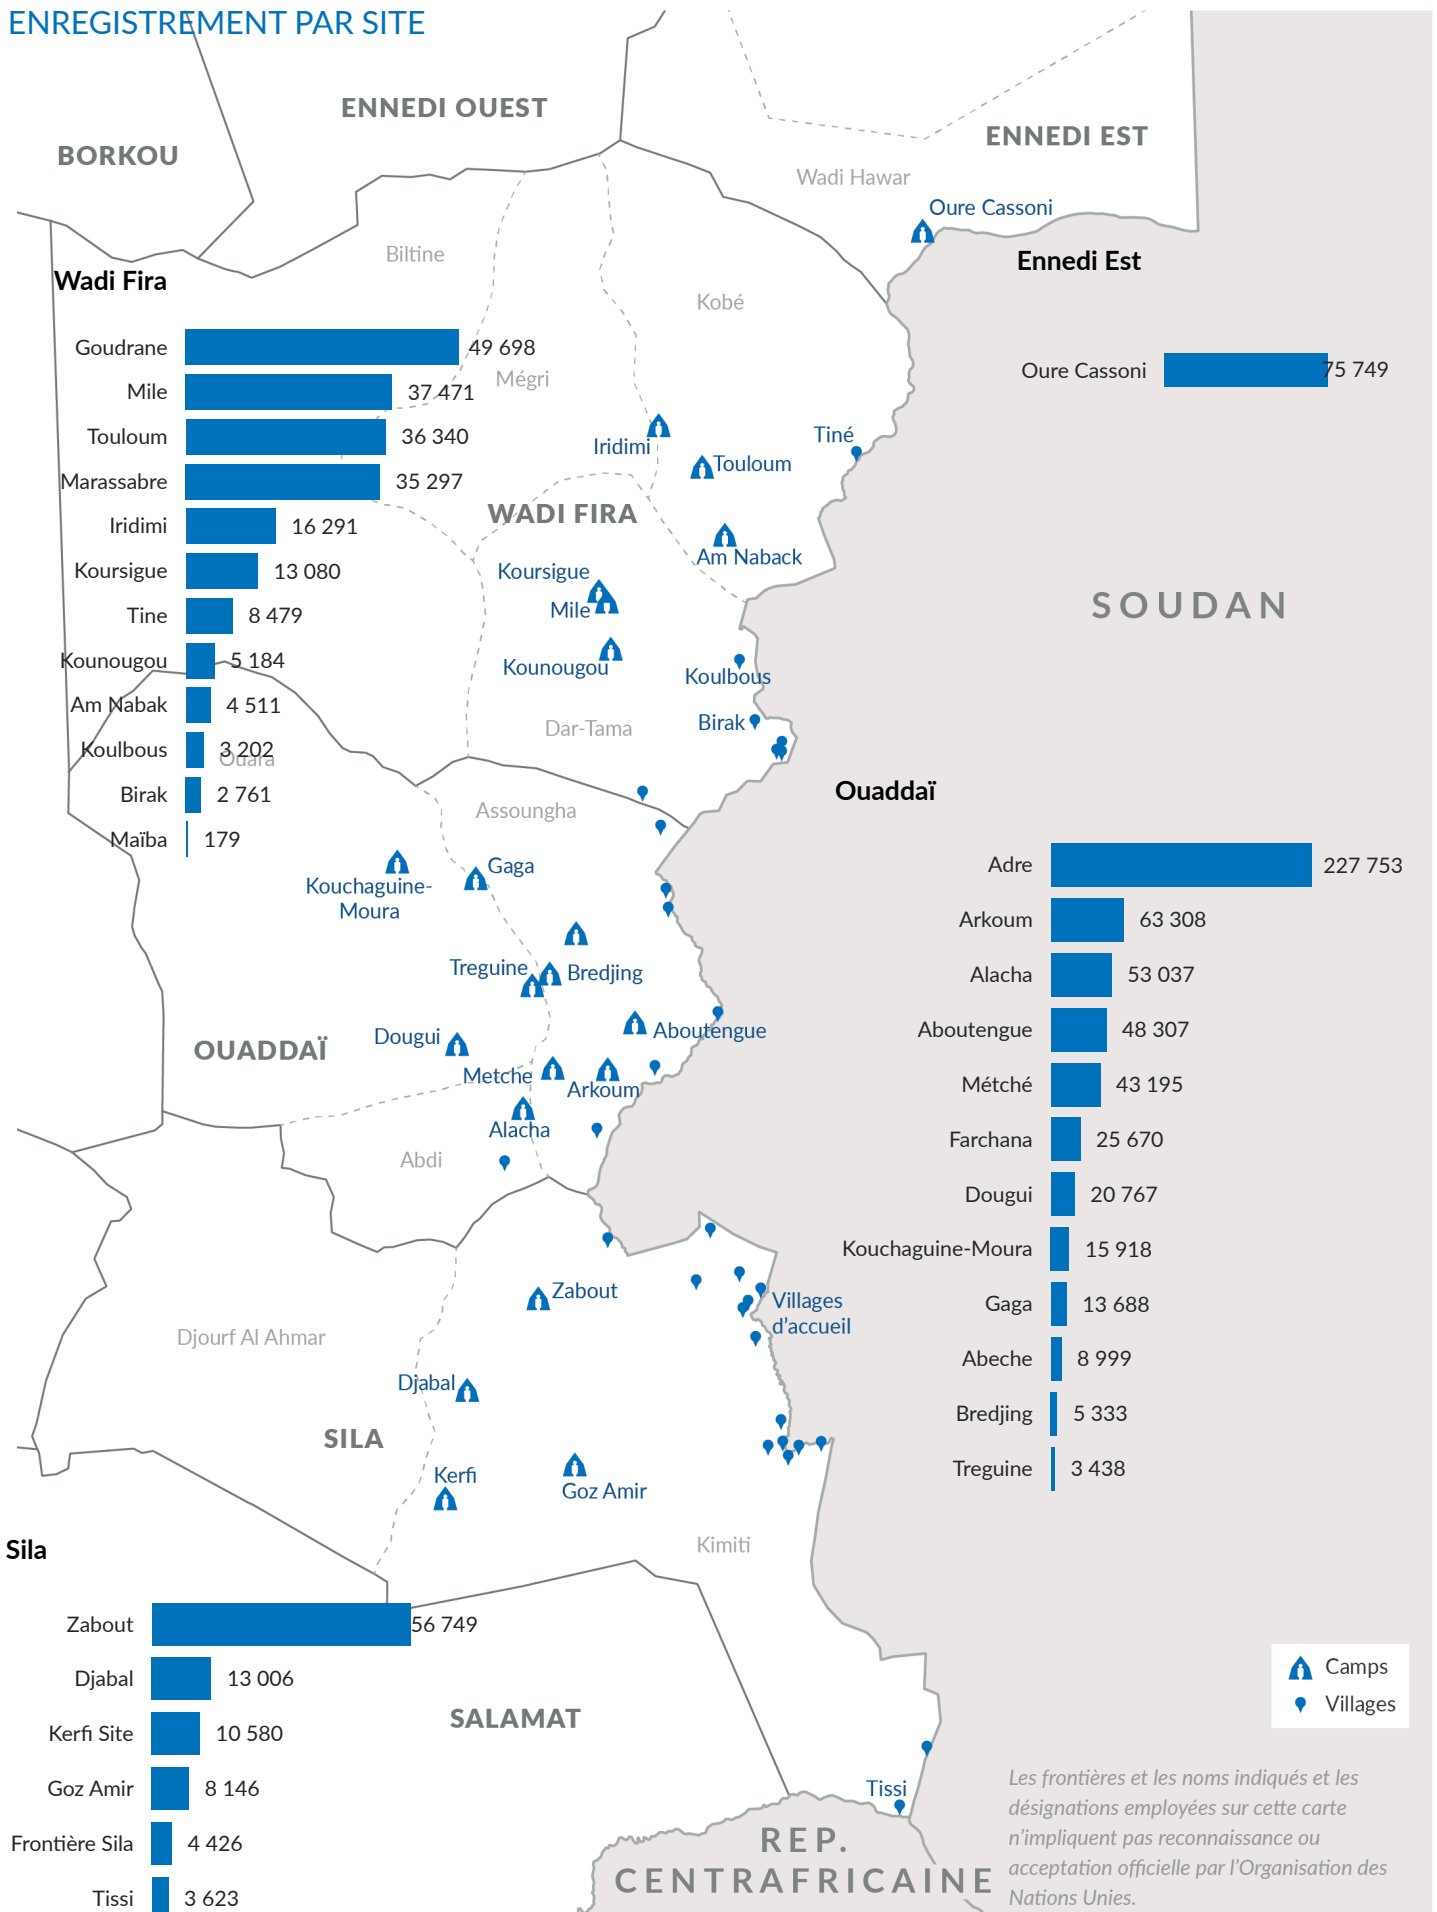 ENREGISTREMENT PAR SITE
ENNEDI OUEST
BORKOU
ENNEDI EST
Wadi Hawar
Oure Cassoni
Biltine
Kobé
Mégri
Ennedi Est
Oure Cassoni 75 749
Wadi Fira
Goudrane 49 698
Mile 37 471
Touloum 36 340
Marassabre 35 297
Iridimi 16 291
Koursigue 13 080
Tine 8 479
Kounougou 5 184
Am Nabak 4 511
Koulbous 3 202
Birak 2 761
Maïba 179
Ouara
Iridimi
Touloum
Tiné
WADI FIRA
Am Naback
Koursigue
Mile
Kounougou
Koulbous
Birak
Dar-Tama
SOUDAN
Assoungha
Gaga
Kouchaguine-
Moura
Treguine
Bredjing
Aboutengue
Dougui
OUADDAÏ
Metche
Arkoum
Alacha
Abdi
Ouaddaï
Adre 227 753
Arkoum 63 308
Alacha 53 037
Aboutengue 48 307
Métché 43 195
Farchana 25 670
Dougui 20 767
Kouchaguine-Moura 15 918
Gaga 13 688
Abeche 8 999
Bredjing 5 333
Treguine 3 438
Zabout
Villages
d’accueil
Djourf Al Ahmar
Djabal
SILA
Kerfi
Goz Amir
Kimiti
Sila
Zabout 56 749
Djabal 13 006
Kerfi Site 10 580
Goz Amir 8 146
Frontière Sila 4 426
Tissi 3 623
SALAMAT
Tissi
REP.
CENTRAFRICAINE
Camps
Villages
Les frontières et les noms indiqués et les
désignations employées sur cette carte
n’impliquent pas reconnaissance ou
acceptation officielle par l’Organisation des
Nations Unies.